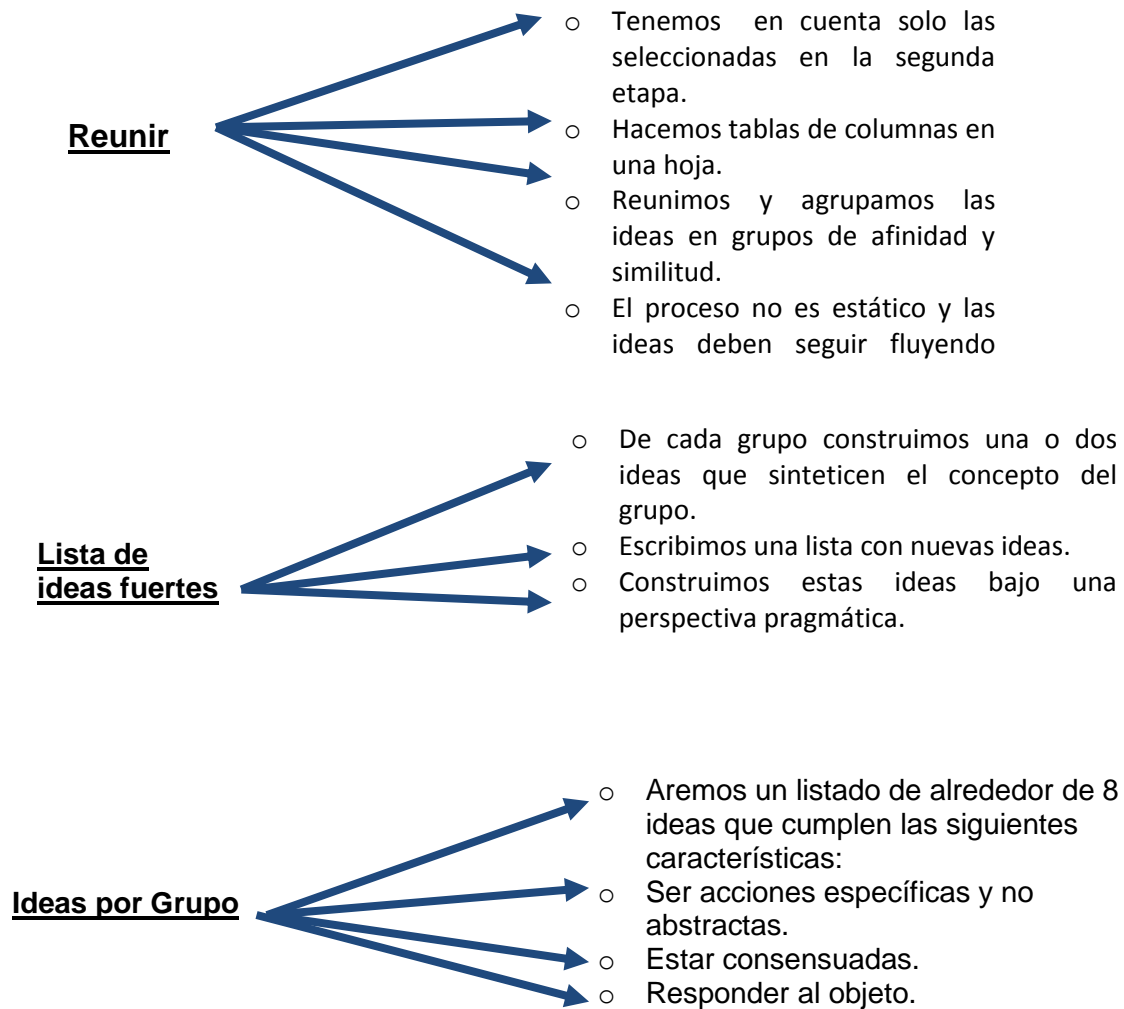 Reunir
o Tenemos en cuenta solo las
seleccionadas en la segunda
etapa.
o Hacemos tablas de columnas en
una hoja.
o Reunimos y agrupamos las
ideas en grupos de afinidad y
similitud.
o El proceso no es estático y las
ideas deben seguir fluyendo
Lista de
ideas fuertes
o De cada grupo construimos una o dos
ideas que sinteticen el concepto del
grupo.
o Escribimos una lista con nuevas ideas.
o Construimos estas ideas bajo una
perspectiva pragmática.
Ideas por Grupo
o Aremos un listado de alrededor de 8
ideas que cumplen las siguientes
características:
o Ser acciones específicas y no
abstractas.
o Estar consensuadas.
o Responder al objeto.